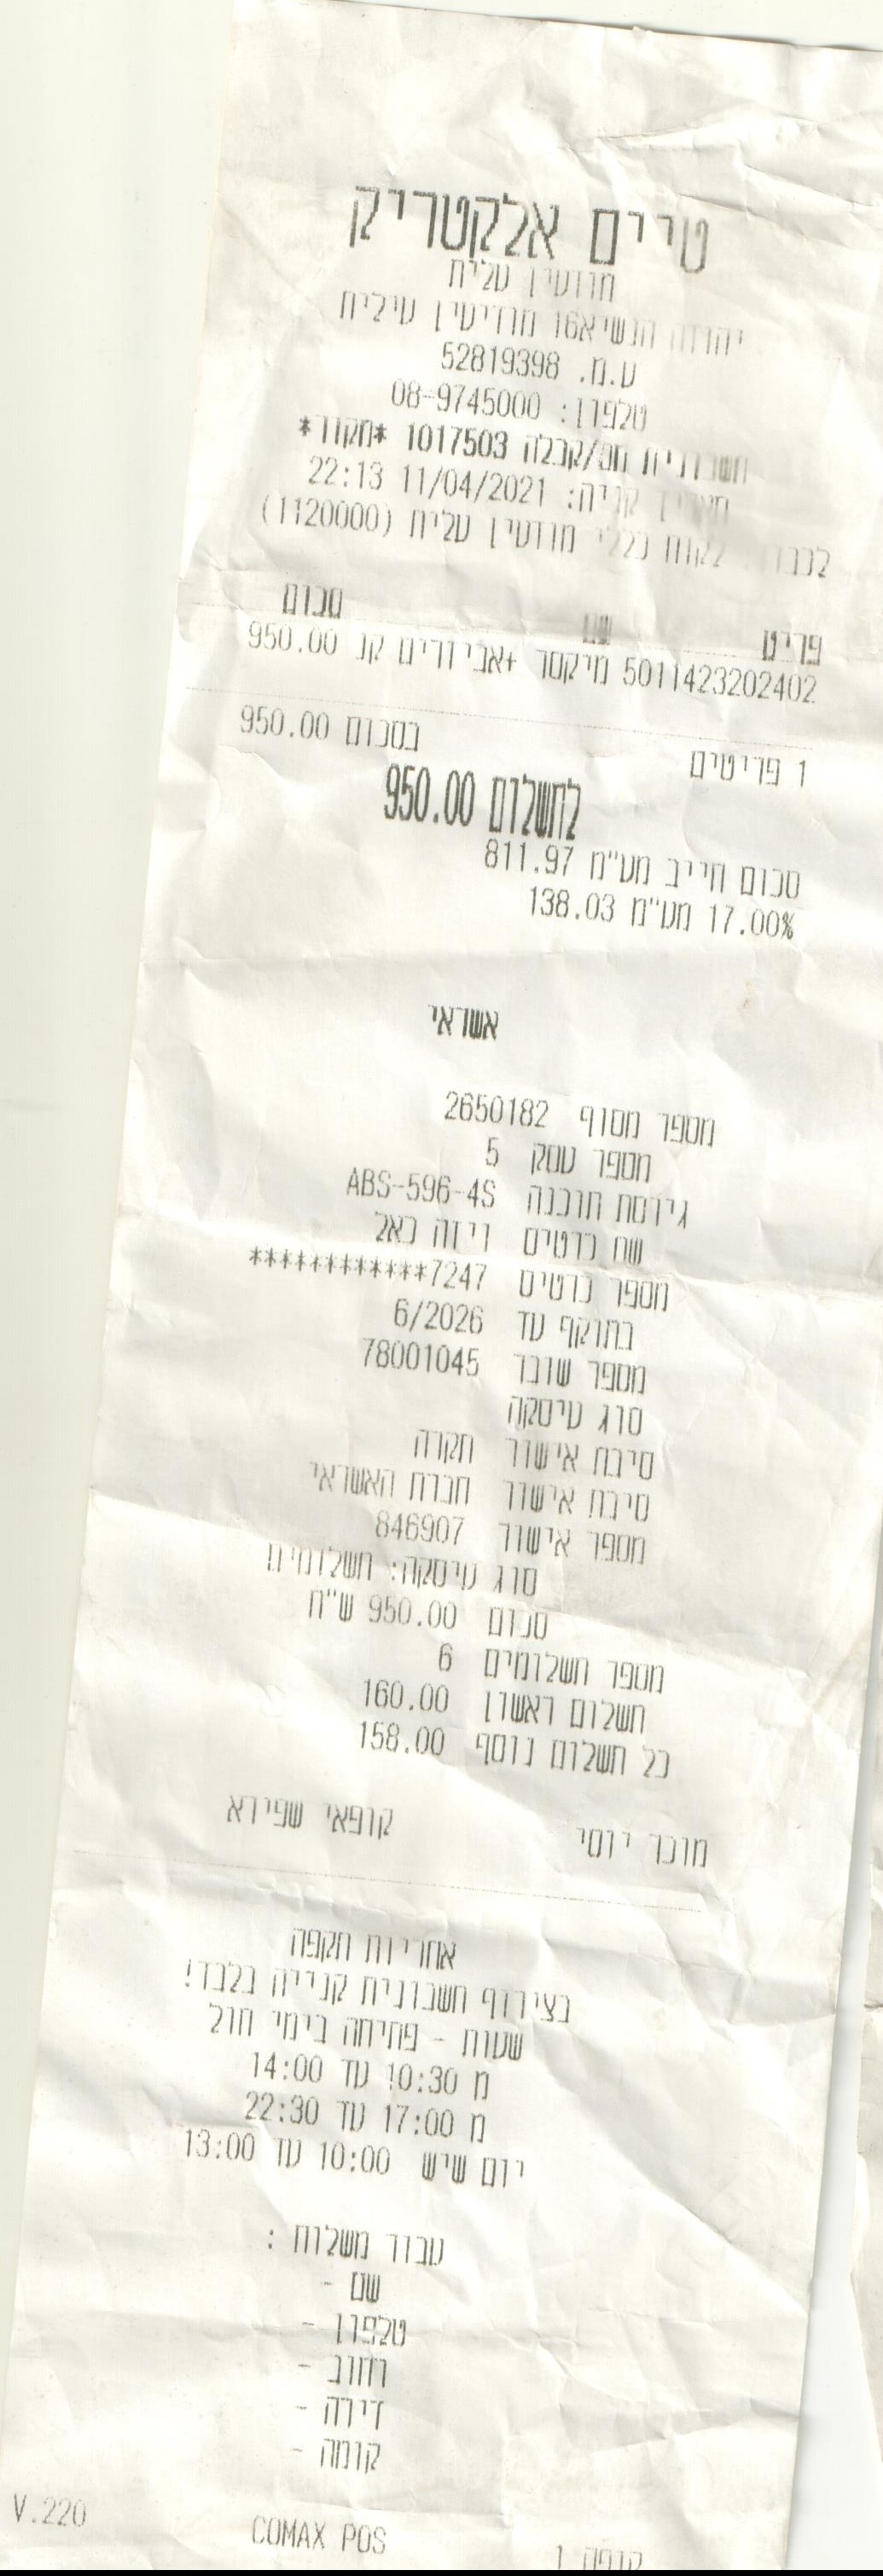 טיים אלקטריק
מודעין עלית
יהודה הנשיא16 מודיעין עילית
ע.מ. 52819398
טלפון: 08-9745000
חשבונית מס/קבלה 1017503 *מקור*
תאריך קנייה: 11/04/2021 22:13
לכבוד: לקוח כללי מודעין עלית (1120000)
פריט שם סכום
5011423202402 מיקסר +אביזרים קנ 950.00
1 פריטים בסכום 950.00
לתשלום 950.00
סכום חייב מע"מ 811.97
17.00% מע"מ 138.03
אשראי
מספר מסוף 2650182
מספר עסק 5
גירסת תוכנה ABS-596-4S
שם כרטיס ויזה כאל
מספר כרטיס ************7247
בתוקף עד 6/2026
מספר שובר 78001045
סוג עיסקה
סיבת אישור תקרה
סיבת אישור חברת האשראי
מספר אישור 846907
סוג עיסקה: תשלומים!
סכום 950.00 ש"ח
מספר תשלומים 6
תשלום ראשון 160.00
כל תשלום נוסף 158.00
מוכר יוסי קופאי שפירא
אחריות תקפה
בצירוף חשבונית קנייה בלבד!
שעות - פתיחה בימי חול
מ 10:30 עד 14:00
מ 17:00 עד 22:30
יום שיש 10:00 עד 13:00
עבור משלוח :
שם -
טלפון -
רחוב -
דירה -
קומה -
קופה 1 COMAX POS V.220